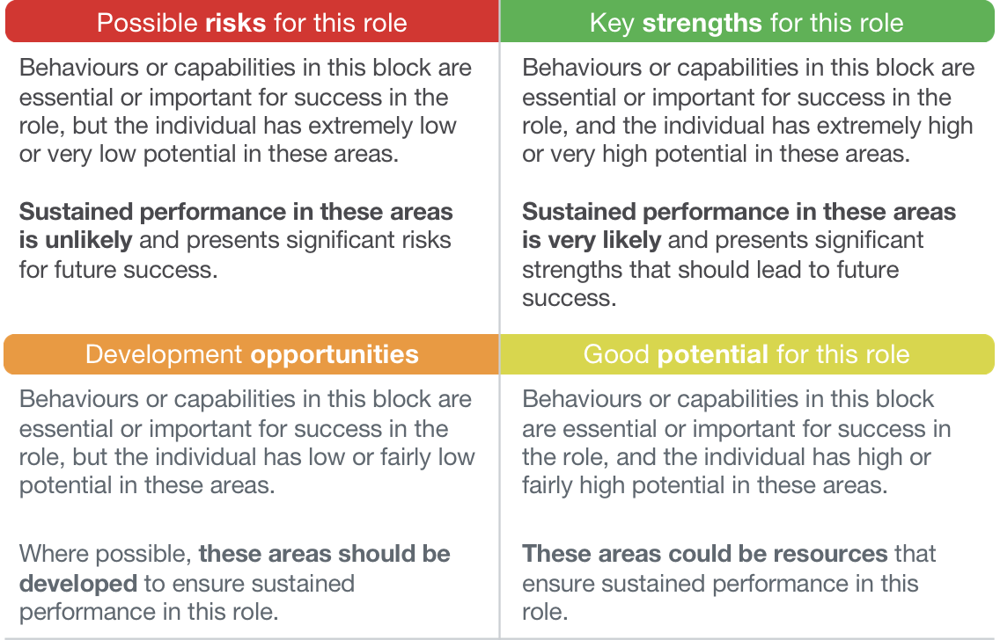 Possible risks for this role
Behaviours or capabilities in this block are
essential or important for success in the
role, but the individual has extremely low
or very low potential in these areas.
Sustained performance in these areas
is unlikely and presents significant risks
for future success.
Key strengths for this role
Behaviours or capabilities in this block are
essential or important for success in the
role, and the individual has extremely high
or very high potential in these areas.
Sustained performance in these areas
is very likely and presents significant
strengths that should lead to future
success.
Development opportunities
Behaviours or capabilities in this block are
essential or important for success in the
role, but the individual has low or fairly low
potential in these areas.
Where possible, these areas should be
developed to ensure sustained
performance in this role.
Good potential for this role
Behaviours or capabilities in this block
are essential or important for success in
the role, and the individual has high or
fairly high potential in these areas.
These areas could be resources that
ensure sustained performance in this
role.